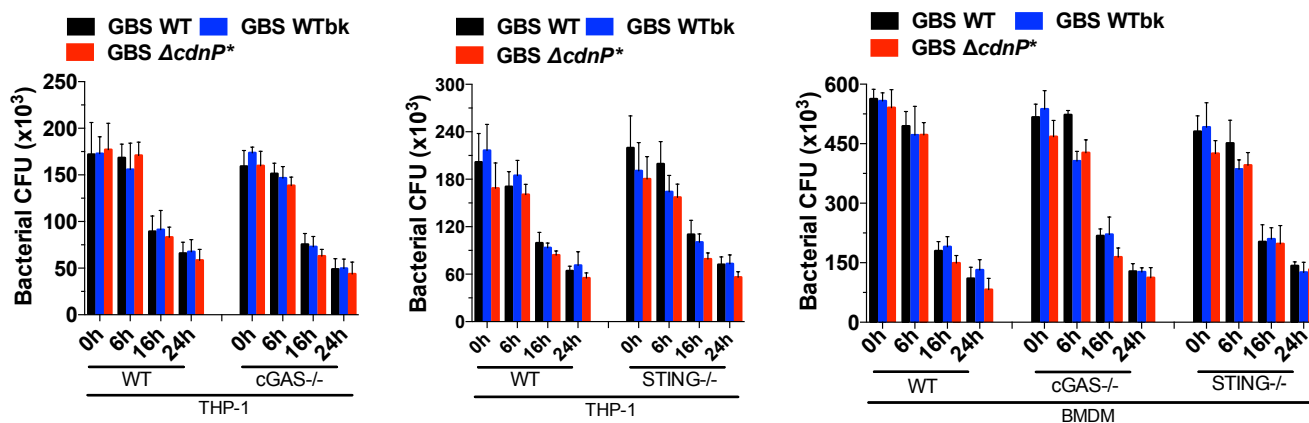 GBS WT GBS WTbk
GBS ΔcdnP*
Bacterial CFU (x10³)
250
200
150
100
50
0
0h 6h 16h 24h 0h 6h 16h 24h
WT cGAS-/-
THP-1
GBS WT GBS WTbk
GBS ΔcdnP*
Bacterial CFU (x10³)
300
240
180
120
60
0
0h 6h 16h 24h 0h 6h 16h 24h
WT STING-/-
THP-1
GBS WT GBS WTbk
GBS ΔcdnP*
Bacterial CFU (x10³)
600
450
300
150
0
0h 6h 16h 24h 0h 6h 16h 24h 0h 6h 16h 24h
WT cGAS-/- STING-/-
BMDM